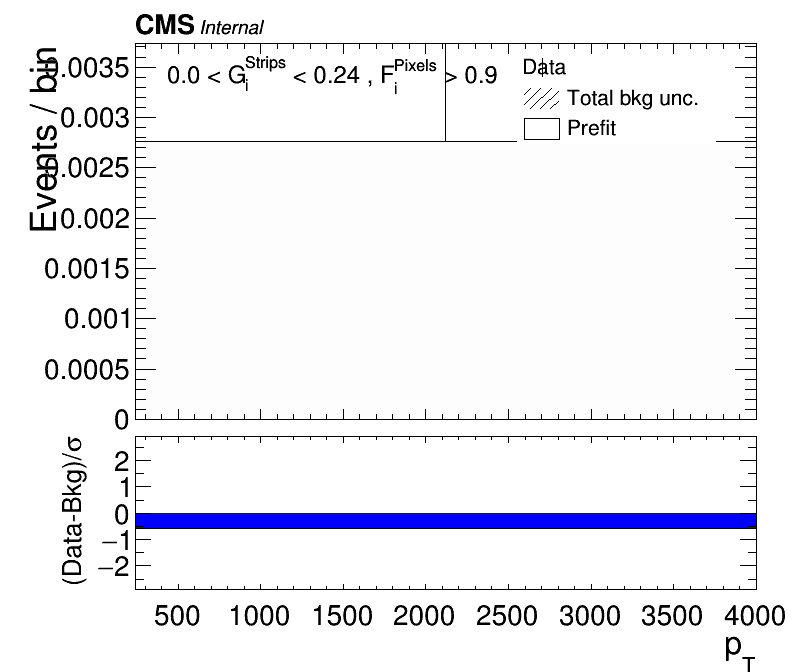 CMS Internal
0.0 < G_i^Strips < 0.24 , F_i^Pixels > 0.9
Data
Total bkg unc.
Prefit
Events / bin
0.0035
0.003
0.0025
0.002
0.0015
0.001
0.0005
0
(Data-Bkg)/σ
2
1
0
−1
−2
500 1000 1500 2000 2500 3000 3500 4000
p_T